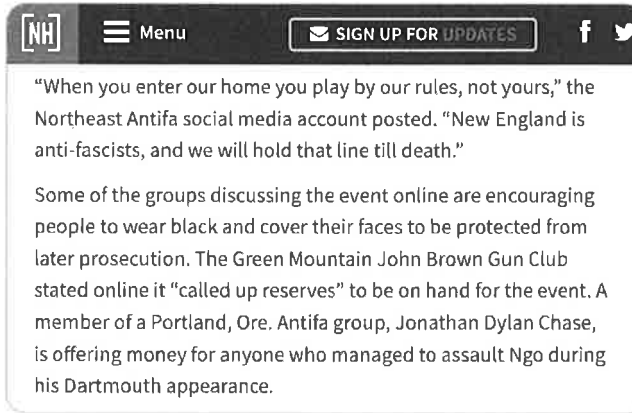 [NH] Menu SIGN UP FOR UPDATES f
“When you enter our home you play by our rules, not yours,” the
Northeast Antifa social media account posted. “New England is
anti-fascists, and we will hold that line till death.”
Some of the groups discussing the event online are encouraging
people to wear black and cover their faces to be protected from
later prosecution. The Green Mountain John Brown Gun Club
stated online it “called up reserves” to be on hand for the event. A
member of a Portland, Ore. Antifa group, Jonathan Dylan Chase,
is offering money for anyone who managed to assault Ngo during
his Dartmouth appearance.